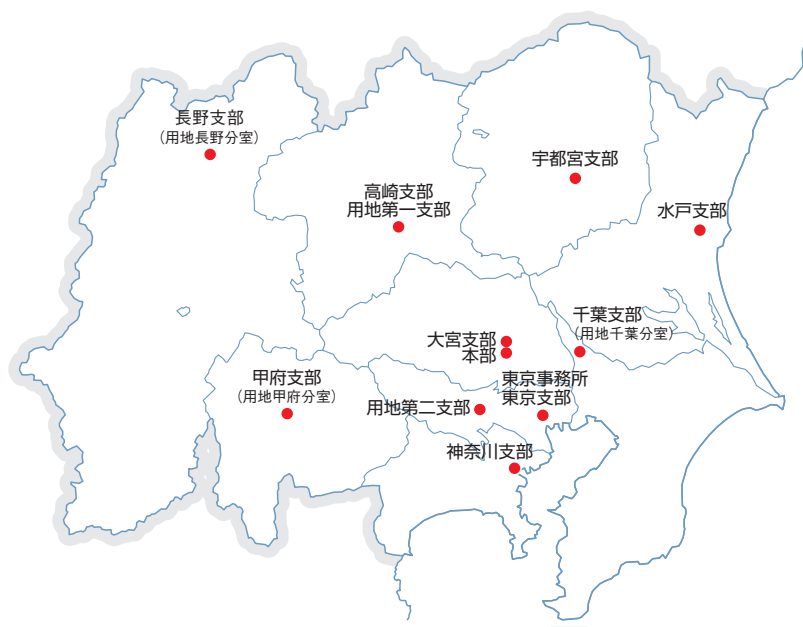 長野支部
（用地長野分室）
宇都宮支部
高崎支部
用地第一支部
水戸支部
千葉支部
（用地千葉分室）
大宮支部
本部
甲府支部
（用地甲府分室）
東京事務所
東京支部
用地第二支部
神奈川支部